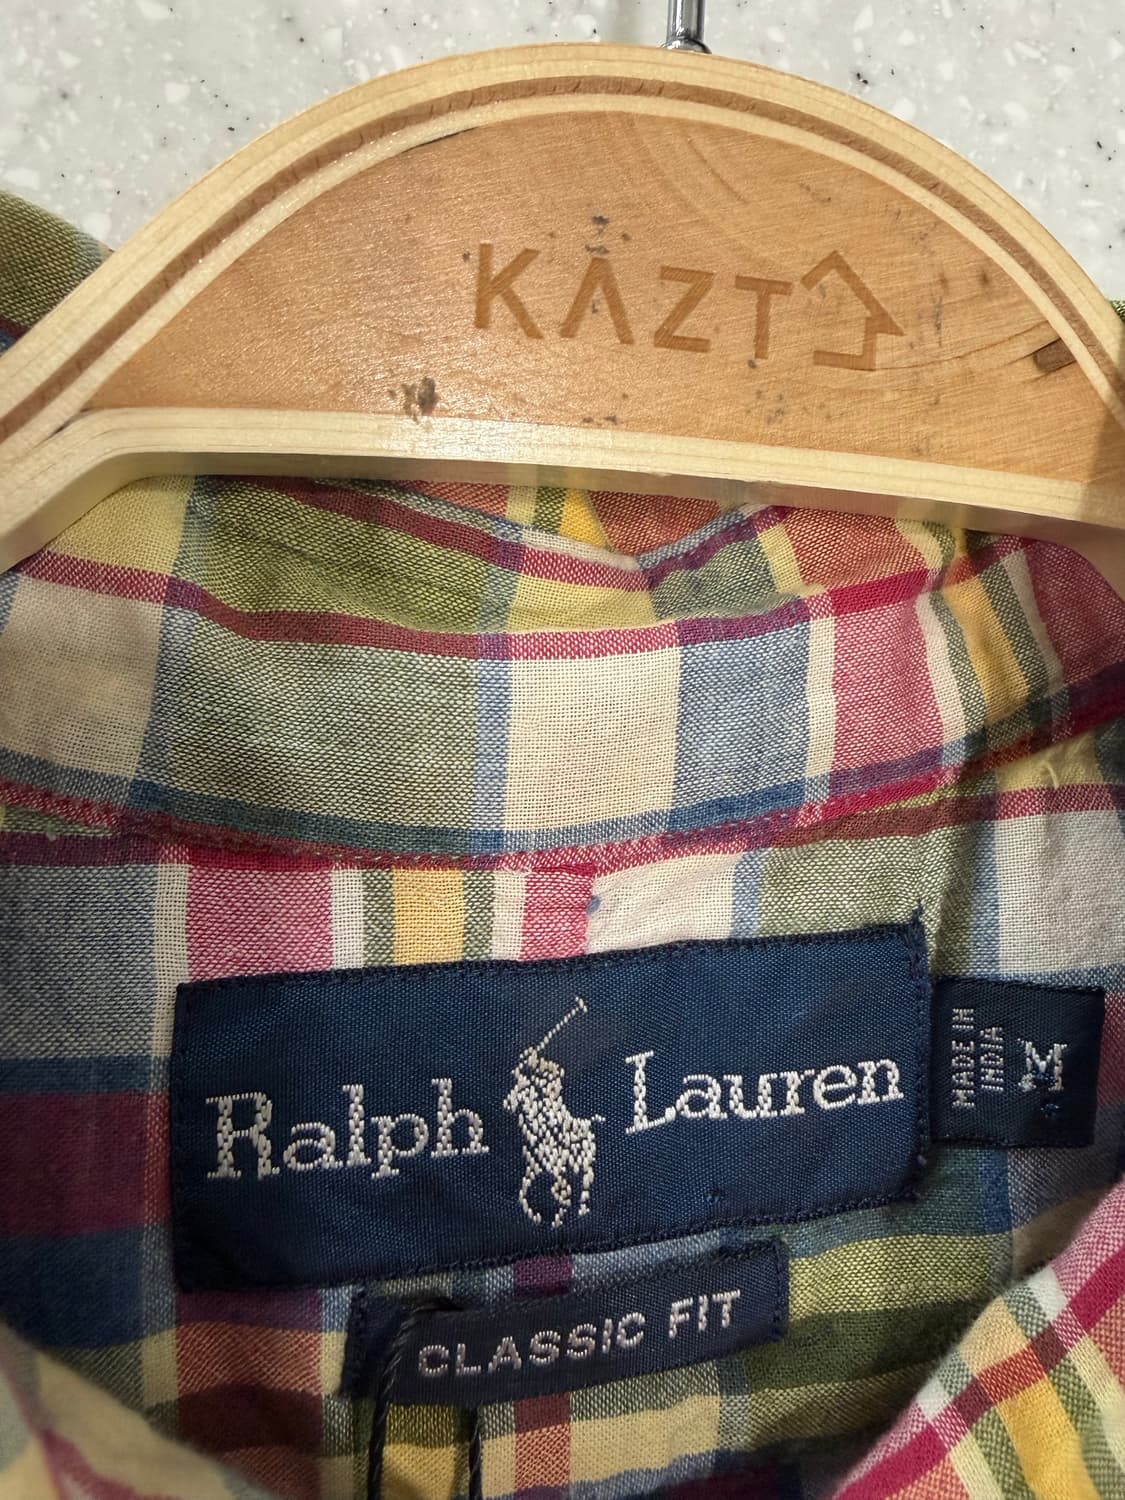 KAZT
Ralph Lauren
MADE IN
INDIA
M
CLASSIC FIT